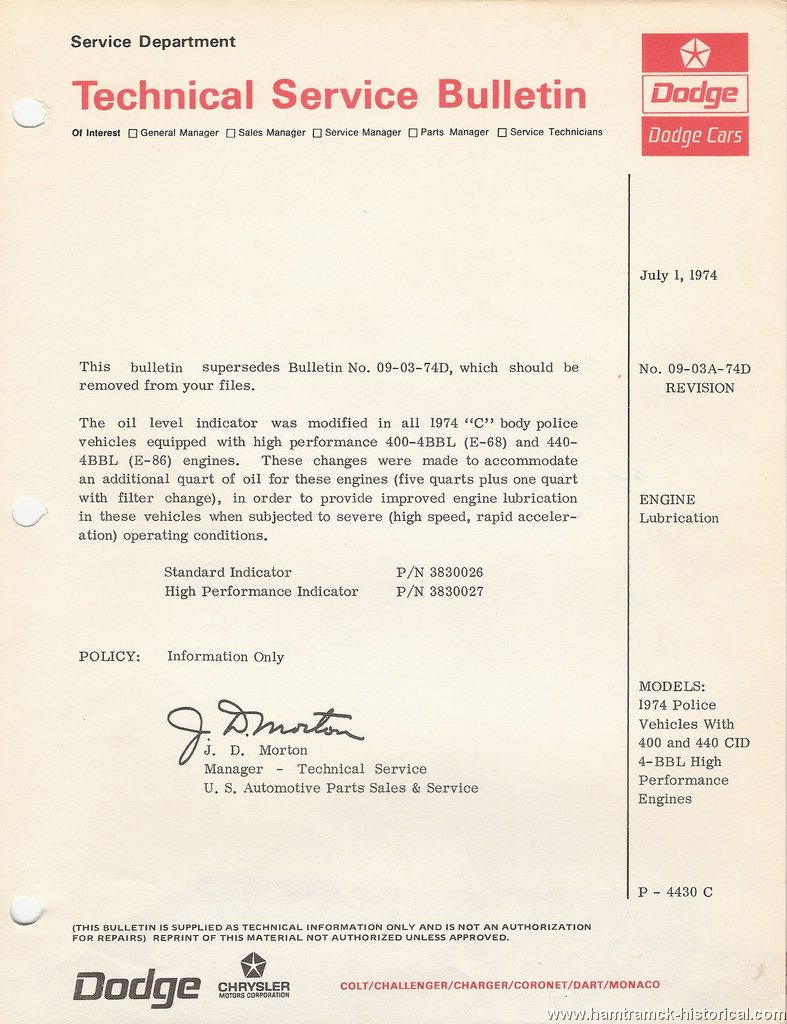 Service Department
Technical Service Bulletin
Of Interest General Manager Sales Manager Service Manager Parts Manager Service Technicians
Dodge
Dodge Cars
July 1, 1974
This bulletin supersedes Bulletin No. 09-03-74D, which should be
removed from your files.
No. 09-03A-74D
REVISION
The oil level indicator was modified in all 1974 “C” body police
vehicles equipped with high performance 400-4BBL (E-68) and 440-
4BBL (E-86) engines. These changes were made to accommodate
an additional quart of oil for these engines (five quarts plus one quart
with filter change), in order to provide improved engine lubrication
in these vehicles when subjected to severe (high speed, rapid acceler-
ation) operating conditions.
ENGINE
Lubrication
Standard Indicator P/N 3830026
High Performance Indicator P/N 3830027
POLICY: Information Only
J. D. Morton
J. D. Morton
Manager - Technical Service
U. S. Automotive Parts Sales & Service
MODELS:
1974 Police
Vehicles With
400 and 440 CID
4-BBL High
Performance
Engines
P - 4430 C
(THIS BULLETIN IS SUPPLIED AS TECHNICAL INFORMATION ONLY AND IS NOT AN AUTHORIZATION
FOR REPAIRS) REPRINT OF THIS MATERIAL NOT AUTHORIZED UNLESS APPROVED.
Dodge
CHRYSLER
MOTORS CORPORATION
COLT/CHALLENGER/CHARGER/CORONET/DART/MONACO
www.hamtramck-historical.com